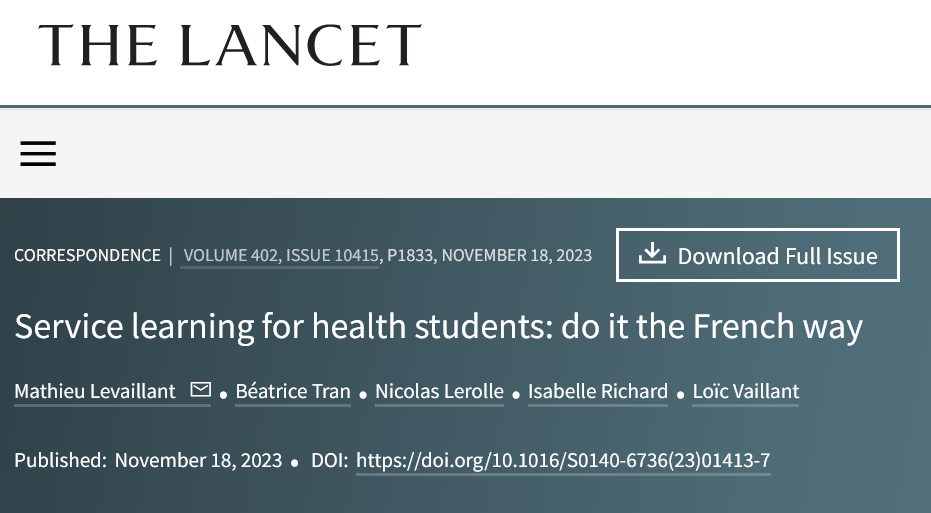 THE LANCET
CORRESPONDENCE | VOLUME 402, ISSUE 10415, P1833, NOVEMBER 18, 2023
Download Full Issue
Service learning for health students: do it the French way
Mathieu Levaillant • Béatrice Tran • Nicolas Lerolle • Isabelle Richard • Loïc Vaillant
Published: November 18, 2023 • DOI: https://doi.org/10.1016/S0140-6736(23)01413-7